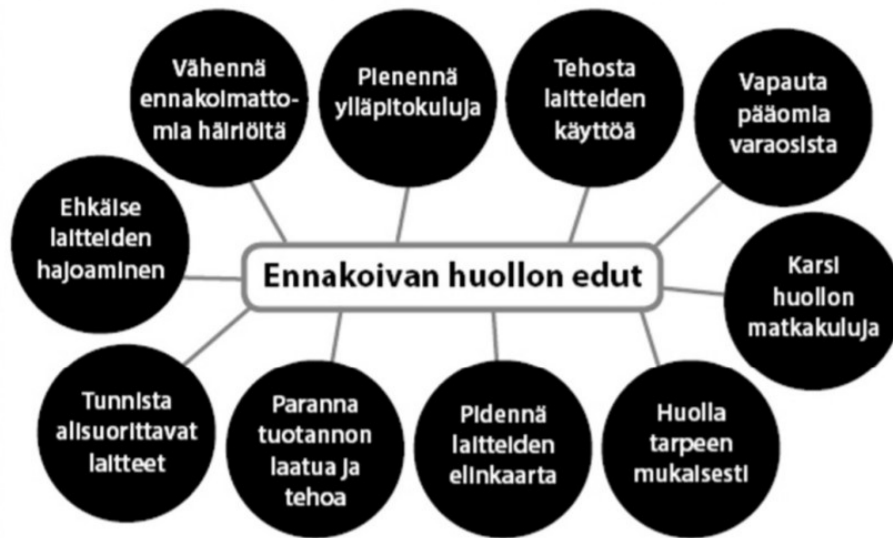 Vähennä
ennakoimatto-
mia häiriöitä
Pienennä
ylläpitokuluja
Tehosta
laitteiden
käyttöä
Vapauta
pääomia
varaosista
Ehkäise
laitteiden
hajoaminen
Ennakoivan huollon edut
Karsi
huollon
matkakuluja
Tunnista
alisuorittavat
laitteet
Paranna
tuotannon
laatua ja
tehoa
Pidennä
laitteiden
elinkaarta
Huolla
tarpeen
mukaisesti